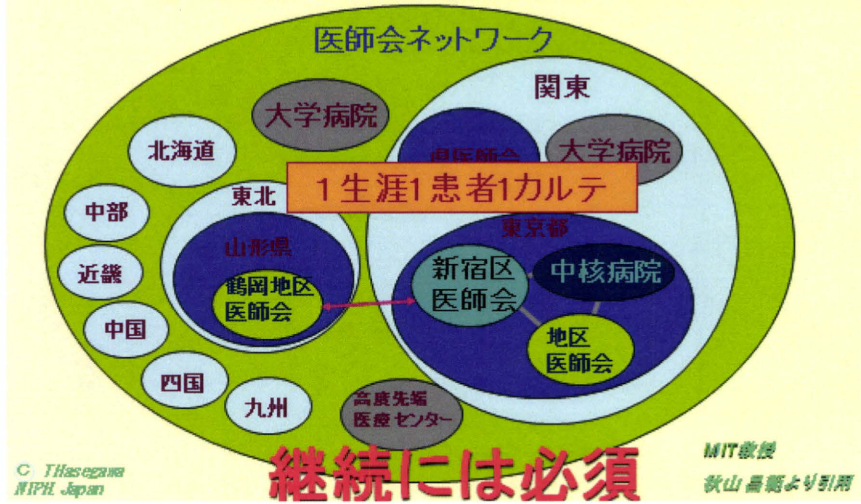 医師会ネットワーク
関東
大学病院
北海道
県医師会
大学病院
1生涯1患者1カルテ
東北
中部
東京都
山形県
新宿区
医師会
中核病院
近畿
鶴岡地区
医師会
中国
地区
医師会
四国
九州
高度先端
医療センター
継続には必須
MIT教授
より引用
© THasegawa
NIPH, Japan